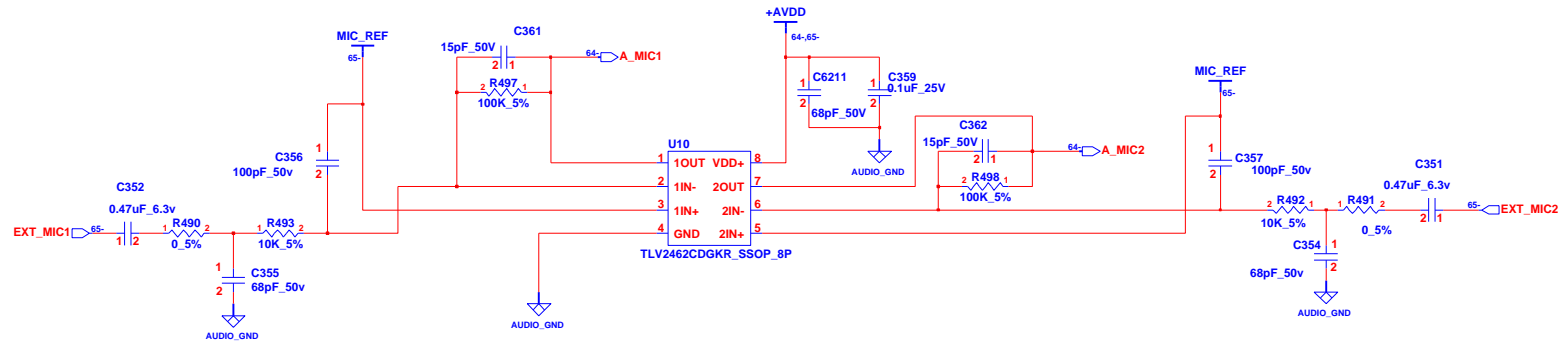 MIC_REF
65-
C361
15pF_50V
2 1
64- A_MIC1
2 R497 1
100K_5%
+AVDD
64-,65-
1
2
C6211
68pF_50V
1
2
C359
0.1uF_25V
AUDIO_GND
MIC_REF
65-
C362
15pF_50V
2 1
64- A_MIC2
2 R498 1
100K_5%
U10
1 1OUT VDD+ 8
2 1IN- 2OUT 7
3 1IN+ 2IN- 6
4 GND 2IN+ 5
TLV2462CDGKR_SSOP_8P
1
2
C356
100pF_50v
1
2
C357
100pF_50v
C352
0.47uF_6.3v
EXT_MIC1 65-
1 2
1 R490 2
0_5%
1 R493 2
10K_5%
1
2
C355
68pF_50v
AUDIO_GND
AUDIO_GND
2 R492 1
10K_5%
1 R491 2
0_5%
C351
0.47uF_6.3v
2 1
65- EXT_MIC2
C354
1
2
68pF_50v
AUDIO_GND